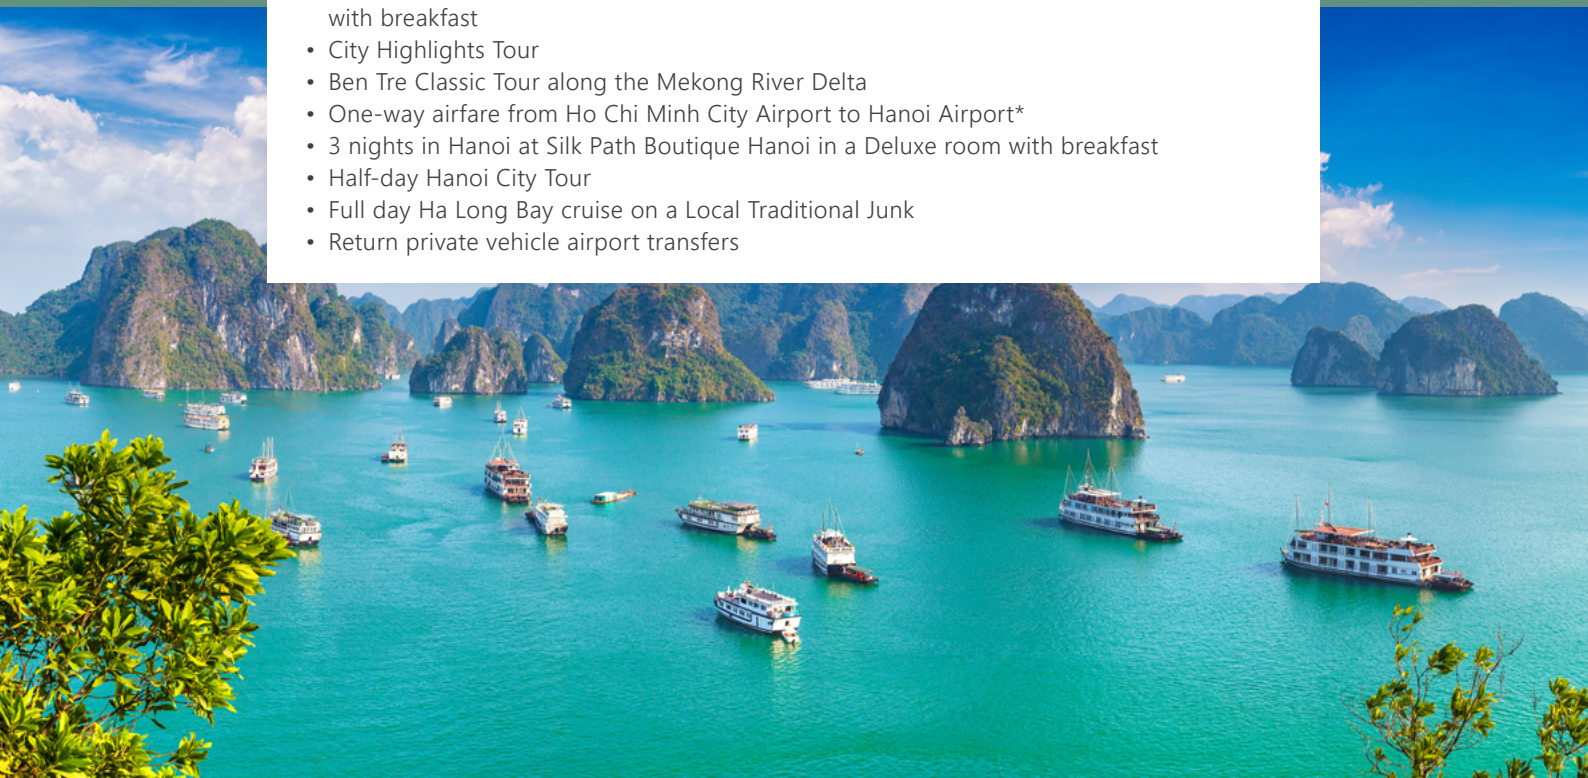 with breakfast
• City Highlights Tour
• Ben Tre Classic Tour along the Mekong River Delta
• One-way airfare from Ho Chi Minh City Airport to Hanoi Airport*
• 3 nights in Hanoi at Silk Path Boutique Hanoi in a Deluxe room with breakfast
• Half-day Hanoi City Tour
• Full day Ha Long Bay cruise on a Local Traditional Junk
• Return private vehicle airport transfers